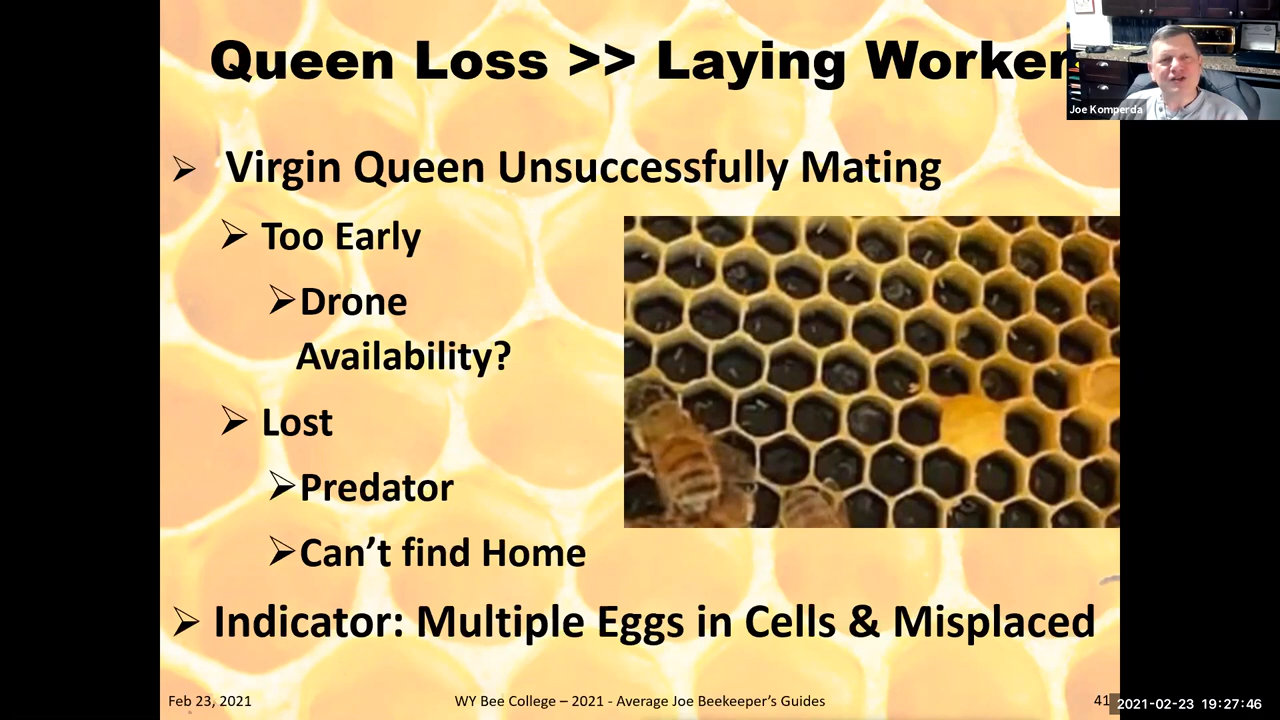 Queen Loss >> Laying Worker
Joe Komperda
➢ Virgin Queen Unsuccessfully Mating
➢ Too Early
➢Drone
Availability?
➢ Lost
➢Predator
➢Can’t find Home
➢ Indicator: Multiple Eggs in Cells & Misplaced
Feb 23, 2021
WY Bee College – 2021 - Average Joe Beekeeper’s Guides
41
2021-02-23 19:27:46